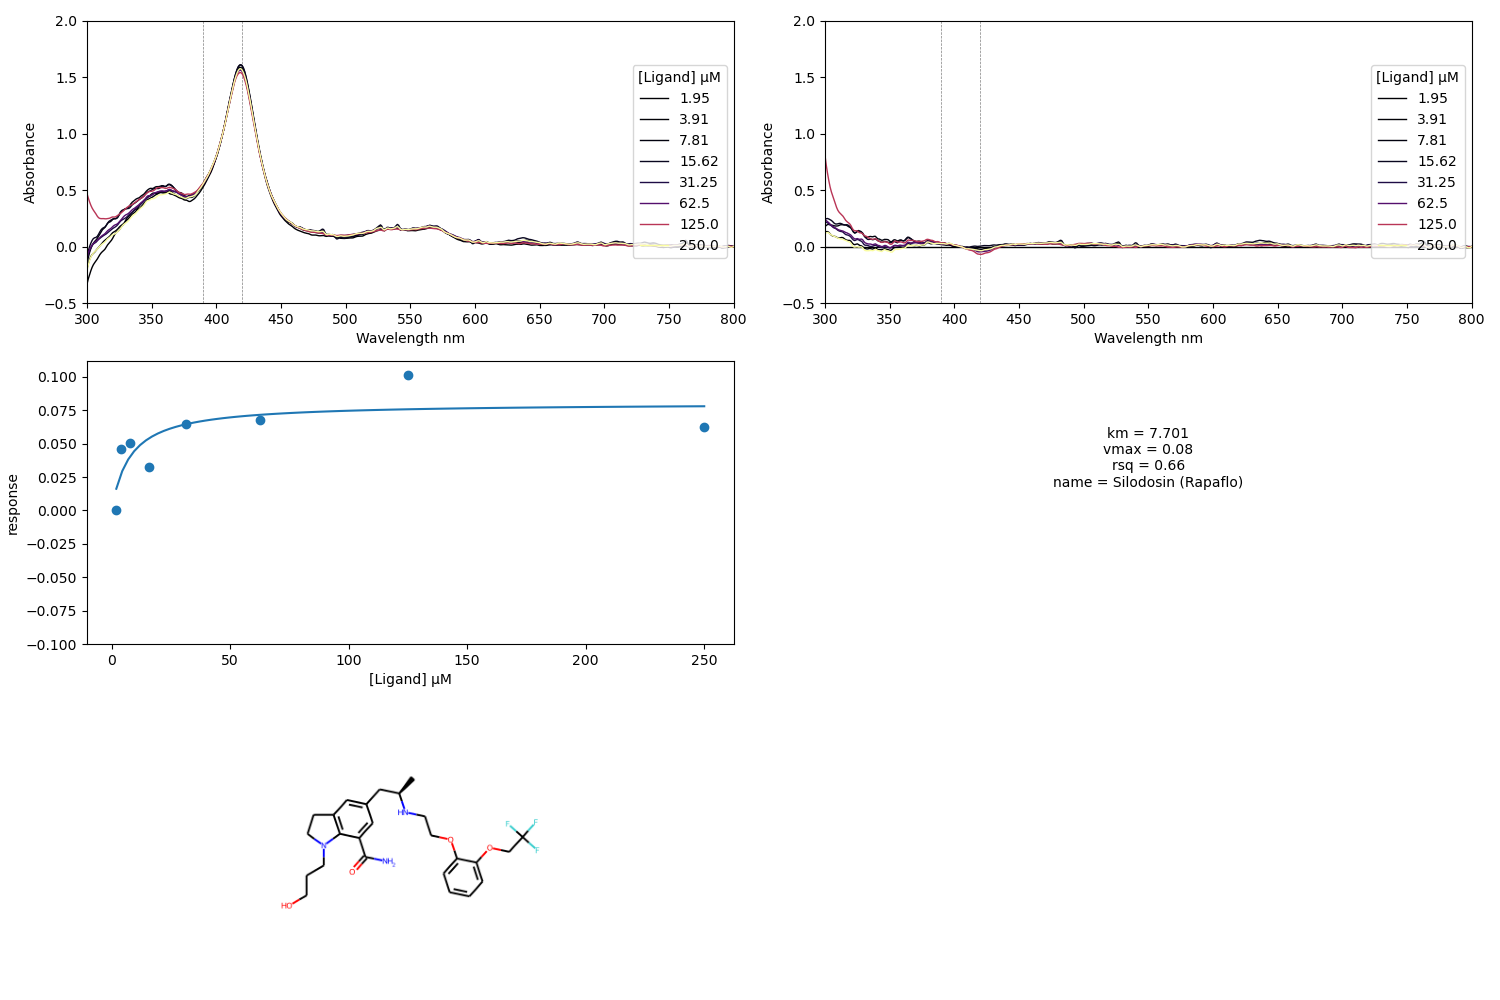 2.0
1.5
1.0
0.5
0.0
−0.5
Absorbance
300 350 400 450 500 550 600 650 700 750 800
Wavelength nm
[Ligand] μM
1.95
3.91
7.81
15.62
31.25
62.5
125.0
250.0
2.0
1.5
1.0
0.5
0.0
−0.5
Absorbance
300 350 400 450 500 550 600 650 700 750 800
Wavelength nm
[Ligand] μM
1.95
3.91
7.81
15.62
31.25
62.5
125.0
250.0
0.100
0.075
0.050
0.025
0.000
−0.025
−0.050
−0.075
−0.100
response
0 50 100 150 200 250
[Ligand] μM
km = 7.701
vmax = 0.08
rsq = 0.66
name = Silodosin (Rapaflo)
HN
F
F
F
O
O
N
NH2
O
HO